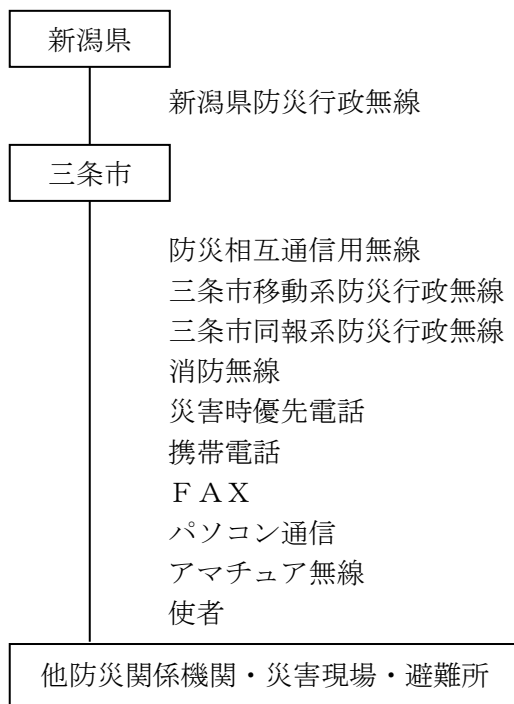 新潟県
新潟県防災行政無線
三条市
防災相互通信用無線
三条市移動系防災行政無線
三条市同報系防災行政無線
消防無線
災害時優先電話
携帯電話
ＦＡＸ
パソコン通信
アマチュア無線
使者
他防災関係機関・災害現場・避難所